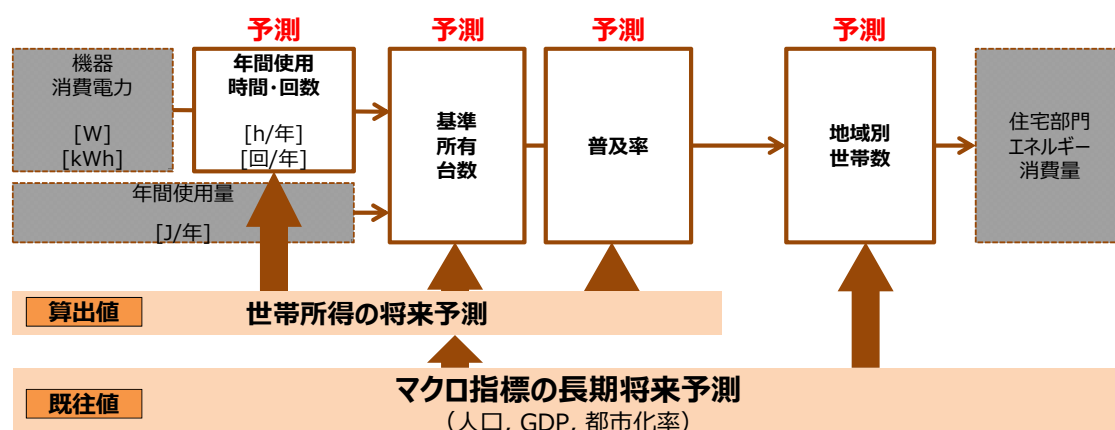 予測
予測
予測
予測
機器
消費電力
[W]
[kWh]
年間使用
時間・回数
[h/年]
[回/年]
基準
所有
台数
普及率
地域別
世帯数
住宅部門
エネルギー
消費量
年間使用量
[J/年]
算出値
世帯所得の将来予測
既往値
マクロ指標の長期将来予測
（人口, GDP, 都市化率）